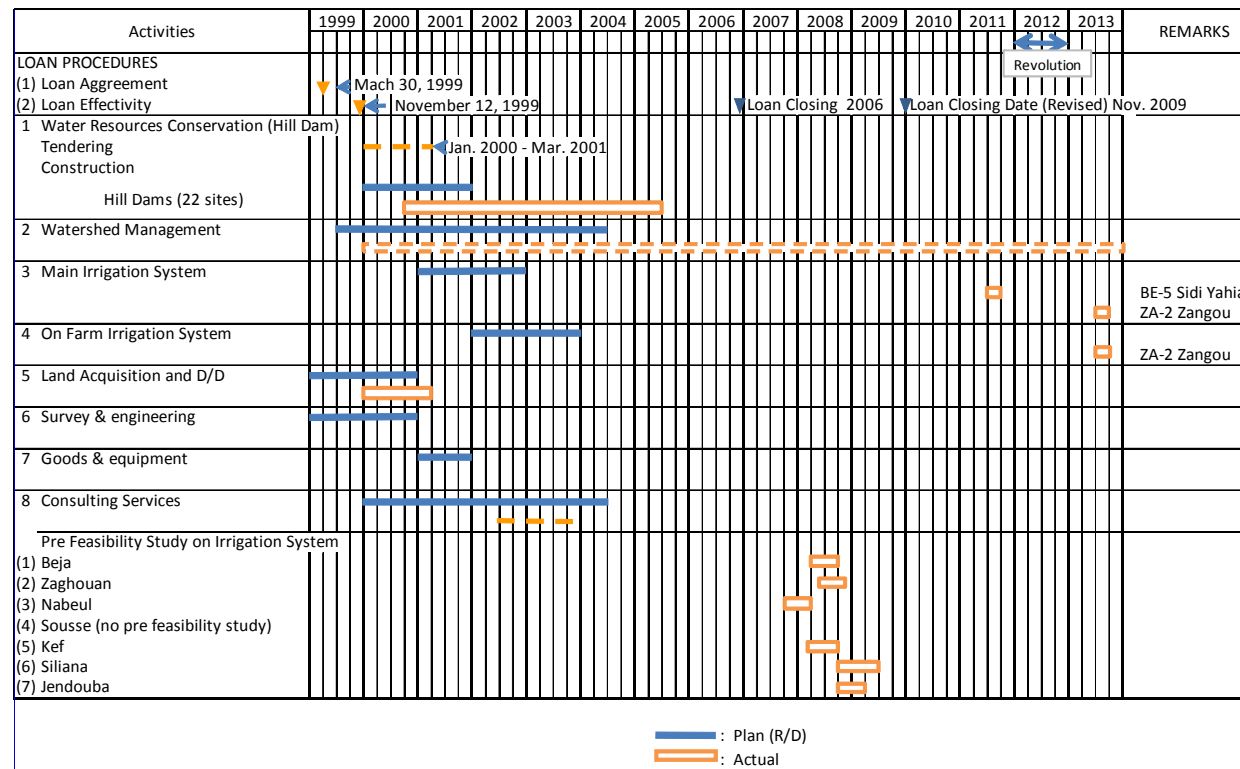 Activities 1999 2000 2001 2002 2003 2004 2005 2006 2007 2008 2009 2010 2011 2012 2013 REMARKS
Revolution
LOAN PROCEDURES
(1) Loan Aggreement Mach 30, 1999
(2) Loan Effectivity November 12, 1999 Loan Closing 2006 Loan Closing Date (Revised) Nov. 2009
1 Water Resources Conservation (Hill Dam)
Tendering Jan. 2000 - Mar. 2001
Construction
Hill Dams (22 sites)
2 Watershed Management
3 Main Irrigation System
BE-5 Sidi Yahia
ZA-2 Zangou
4 On Farm Irrigation System
ZA-2 Zangou
5 Land Acquisition and D/D
6 Survey & engineering
7 Goods & equipment
8 Consulting Services
Pre Feasibility Study on Irrigation System
(1) Beja
(2) Zaghouan
(3) Nabeul
(4) Sousse (no pre feasibility study)
(5) Kef
(6) Siliana
(7) Jendouba
: Plan (R/D)
: Actual